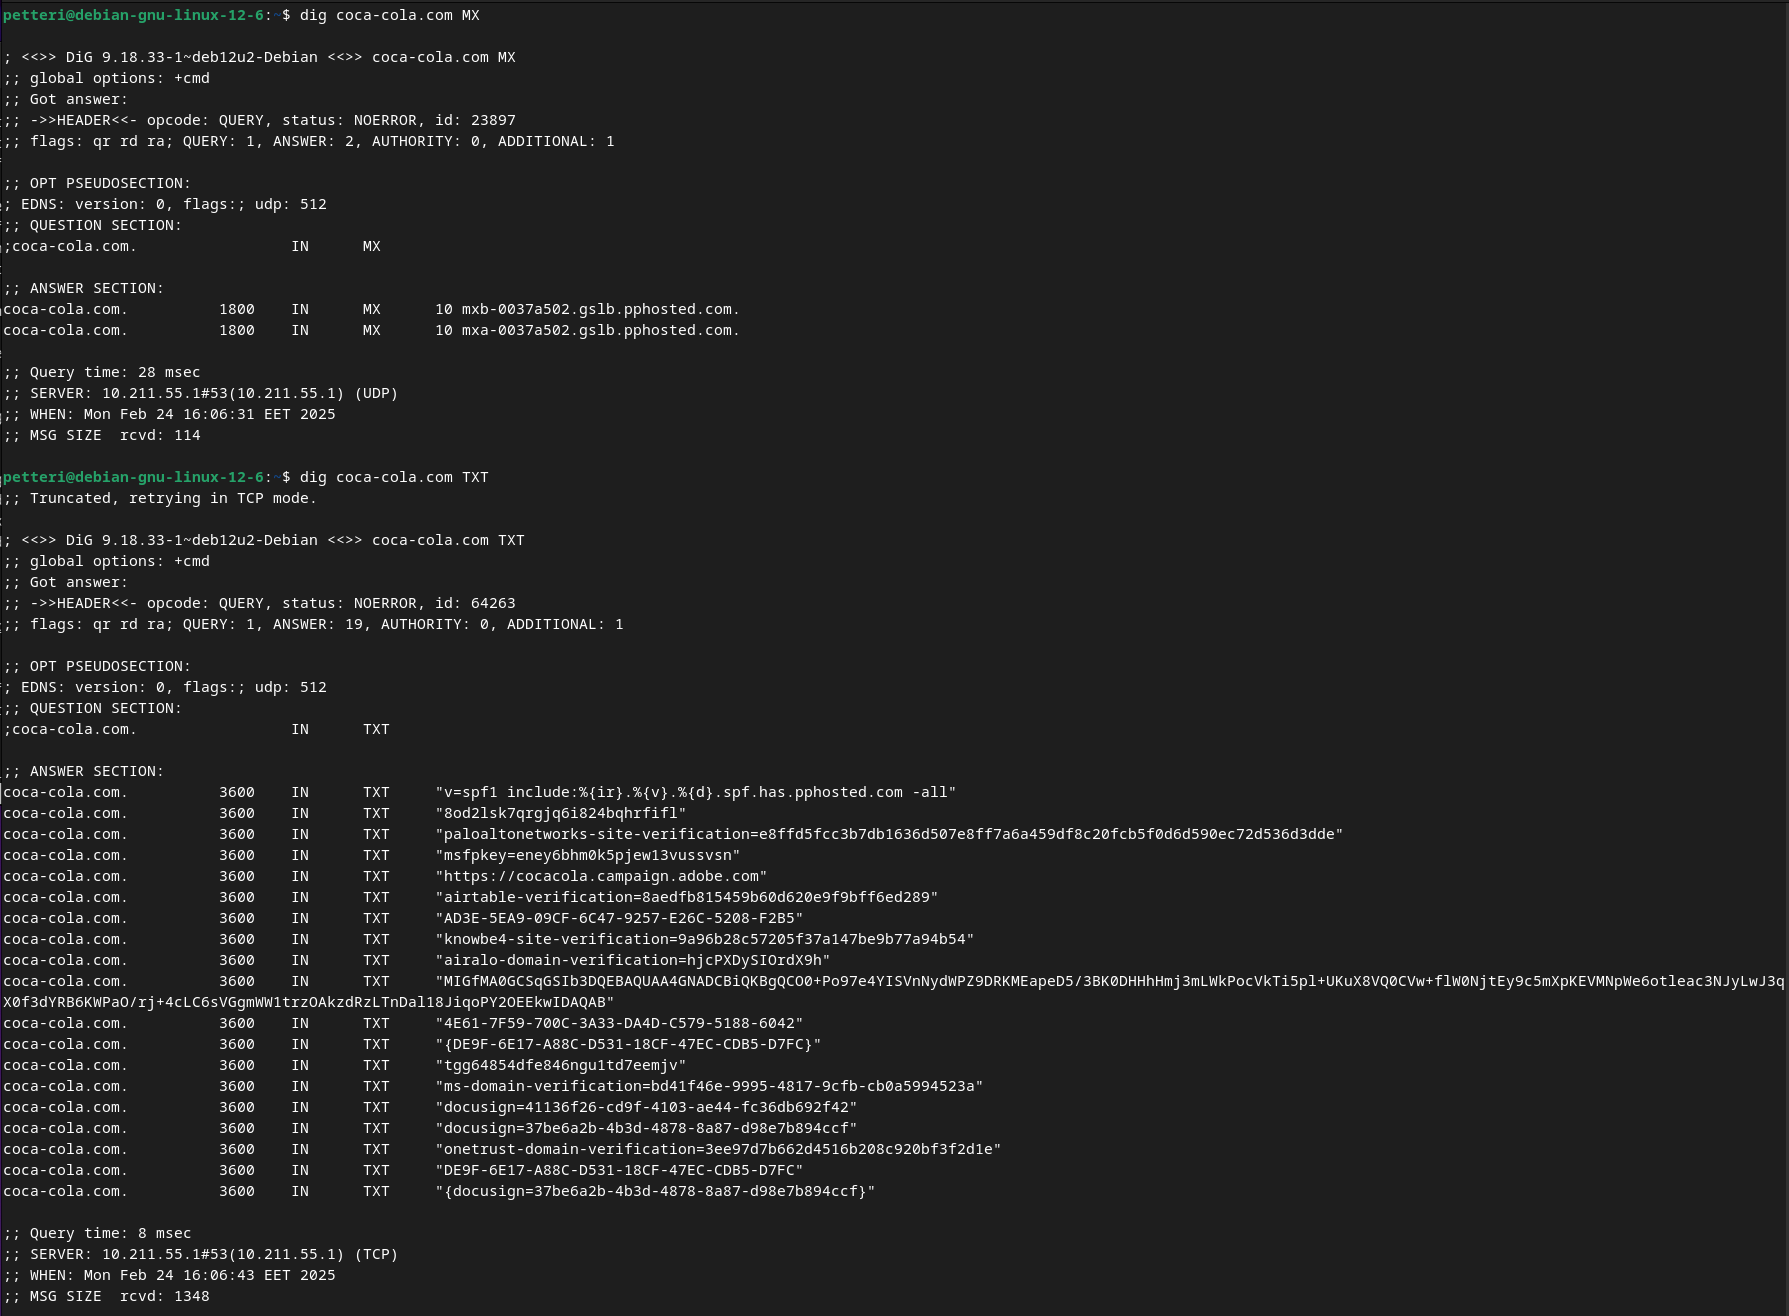 petteri@debian-gnu-linux-12-6:~$ dig coca-cola.com MX

; <<>> DiG 9.18.33-1~deb12u2-Debian <<>> coca-cola.com MX
;; global options: +cmd
;; Got answer:
;; ->>HEADER<<- opcode: QUERY, status: NOERROR, id: 23897
;; flags: qr rd ra; QUERY: 1, ANSWER: 2, AUTHORITY: 0, ADDITIONAL: 1

;; OPT PSEUDOSECTION:
; EDNS: version: 0, flags:; udp: 512
;; QUESTION SECTION:
;coca-cola.com.			IN	MX

;; ANSWER SECTION:
coca-cola.com.		1800	IN	MX	10 mxb-0037a502.gslb.pphosted.com.
coca-cola.com.		1800	IN	MX	10 mxa-0037a502.gslb.pphosted.com.

;; Query time: 28 msec
;; SERVER: 10.211.55.1#53(10.211.55.1) (UDP)
;; WHEN: Mon Feb 24 16:06:31 EET 2025
;; MSG SIZE  rcvd: 114

petteri@debian-gnu-linux-12-6:~$ dig coca-cola.com TXT
;; Truncated, retrying in TCP mode.

; <<>> DiG 9.18.33-1~deb12u2-Debian <<>> coca-cola.com TXT
;; global options: +cmd
;; Got answer:
;; ->>HEADER<<- opcode: QUERY, status: NOERROR, id: 64263
;; flags: qr rd ra; QUERY: 1, ANSWER: 19, AUTHORITY: 0, ADDITIONAL: 1

;; OPT PSEUDOSECTION:
; EDNS: version: 0, flags:; udp: 512
;; QUESTION SECTION:
;coca-cola.com.			IN	TXT

;; ANSWER SECTION:
coca-cola.com.		3600	IN	TXT	"v=spf1 include:%{ir}.%{v}.%{d}.spf.has.pphosted.com -all"
coca-cola.com.		3600	IN	TXT	"8od2lsk7qrgjq6i824bqhrfifl"
coca-cola.com.		3600	IN	TXT	"paloaltonetworks-site-verification=e8ffd5fcc3b7db1636d507e8ff7a6a459df8c20fcb5f0d6d590ec72d536d3dde"
coca-cola.com.		3600	IN	TXT	"msfpkey=eney6bhm0k5pjew13vussvsn"
coca-cola.com.		3600	IN	TXT	"https://cocacola.campaign.adobe.com"
coca-cola.com.		3600	IN	TXT	"airtable-verification=8aedfb815459b60d620e9f9bff6ed289"
coca-cola.com.		3600	IN	TXT	"AD3E-5EA9-09CF-6C47-9257-E26C-5208-F2B5"
coca-cola.com.		3600	IN	TXT	"knowbe4-site-verification=9a96b28c57205f37a147be9b77a94b54"
coca-cola.com.		3600	IN	TXT	"airalo-domain-verification=hjcPXDySIOrdX9h"
coca-cola.com.		3600	IN	TXT	"MIGfMA0GCSqGSIb3DQEBAQUAA4GNADCBiQKBgQCO0+Po97e4YISVnNydWPZ9DRKMEapeD5/3BK0DHHhHmj3mLWkPocVkTi5pl+UKuX8VQ0CVw+flW0NjtEy9c5mXpKEVMNpWe6otleac3NJyLwJ3q
X0f3dYRB6KWPaO/rj+4cLC6sVGgmWW1trzOAkzdRzLTnDal18JiqoPY2OEEkwIDAQAB"
coca-cola.com.		3600	IN	TXT	"4E61-7F59-700C-3A33-DA4D-C579-5188-6042"
coca-cola.com.		3600	IN	TXT	"{DE9F-6E17-A88C-D531-18CF-47EC-CDB5-D7FC}"
coca-cola.com.		3600	IN	TXT	"tgg64854dfe846ngu1td7eemjv"
coca-cola.com.		3600	IN	TXT	"ms-domain-verification=bd41f46e-9995-4817-9cfb-cb0a5994523a"
coca-cola.com.		3600	IN	TXT	"docusign=41136f26-cd9f-4103-ae44-fc36db692f42"
coca-cola.com.		3600	IN	TXT	"docusign=37be6a2b-4b3d-4878-8a87-d98e7b894ccf"
coca-cola.com.		3600	IN	TXT	"onetrust-domain-verification=3ee97d7b662d4516b208c920bf3f2d1e"
coca-cola.com.		3600	IN	TXT	"DE9F-6E17-A88C-D531-18CF-47EC-CDB5-D7FC"
coca-cola.com.		3600	IN	TXT	"{docusign=37be6a2b-4b3d-4878-8a87-d98e7b894ccf}"

;; Query time: 8 msec
;; SERVER: 10.211.55.1#53(10.211.55.1) (TCP)
;; WHEN: Mon Feb 24 16:06:43 EET 2025
;; MSG SIZE  rcvd: 1348